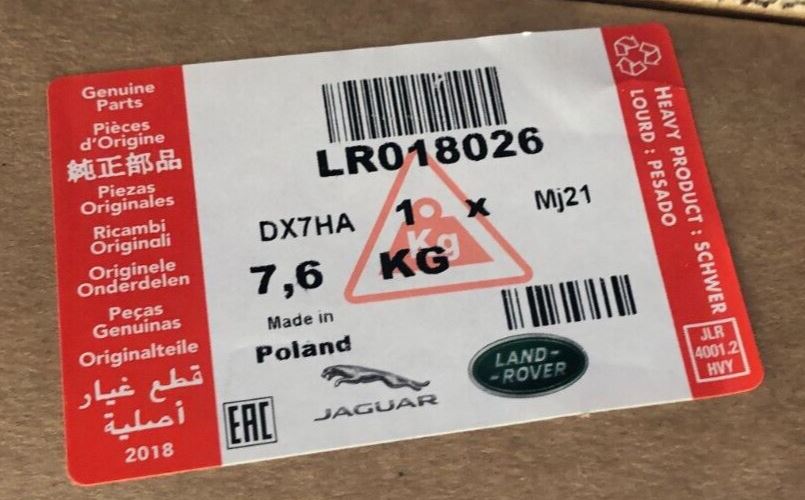 Genuine
Parts
Pièces
d'Origine
純正部品
Piezas
Originales
Ricambi
Originali
Originele
Onderdelen
Peças
Genuinas
Originalteile
قطع غيار
أصلية
2018
LR018026
DX7HA 1 x Mj21
Kg
7,6 KG
Made in
Poland
EAC
JAGUAR
LAND-
-ROVER
HEAVY PRODUCT : SCHWER
LOURD : PESADO
JLR
4001.2
HVY